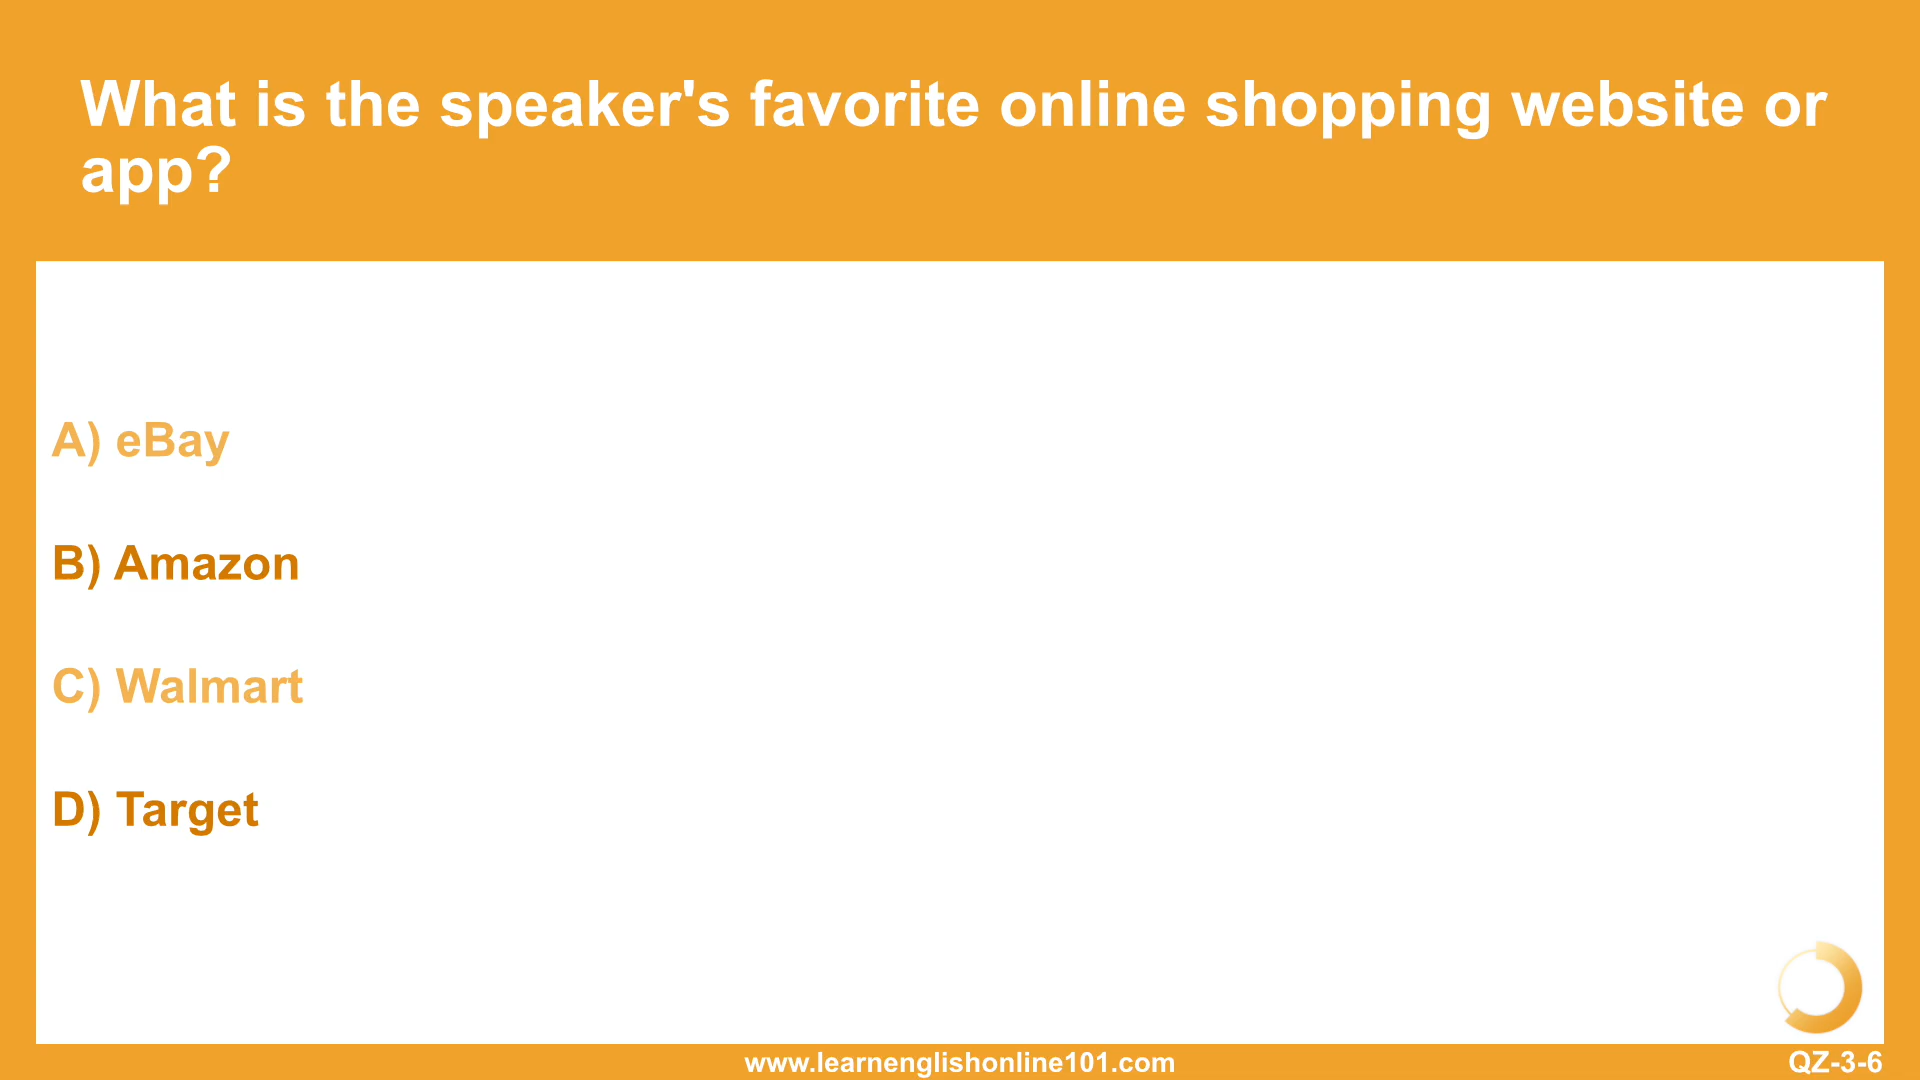 What is the speaker's favorite online shopping website or
app?
A) eBay
B) Amazon
C) Walmart
D) Target
www.learnenglishonline101.com
QZ-3-6